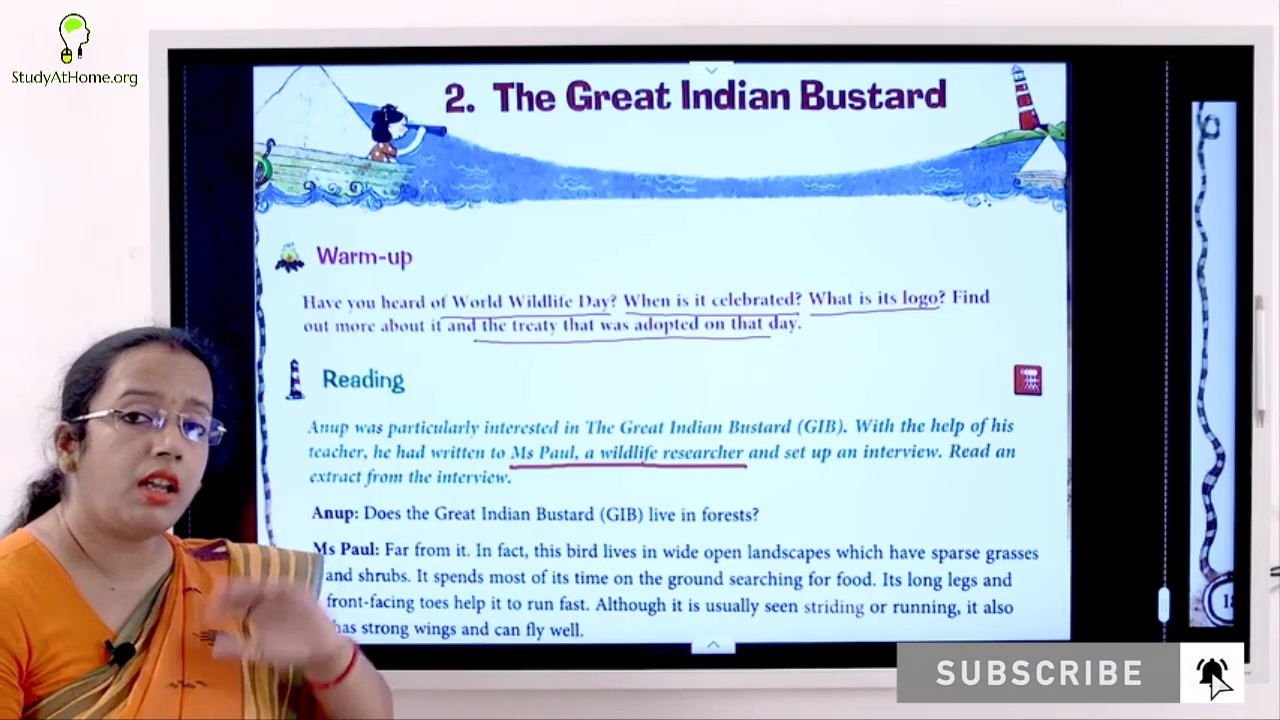 StudyAtHome.org
2. The Great Indian Bustard
Warm-up
Have you heard of World Wildlife Day? When is it celebrated? What is its logo? Find
out more about it and the treaty that was adopted on that day.
Reading
Anup was particularly interested in The Great Indian Bustard (GIB). With the help of his
teacher, he had written to Ms Paul, a wildlife researcher and set up an interview. Read an
extract from the interview.
Anup: Does the Great Indian Bustard (GIB) live in forests?
Ms Paul: Far from it. In fact, this bird lives in wide open landscapes which have sparse grasses
and shrubs. It spends most of its time on the ground searching for food. Its long legs and
front-facing toes help it to run fast. Although it is usually seen striding or running, it also
has strong wings and can fly well.
SUBSCRIBE